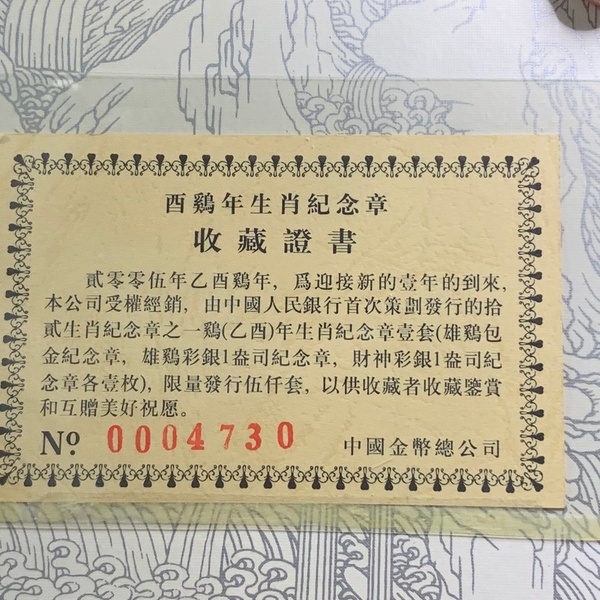 酉鷄年生肖紀念章
收藏證書
貳零零伍年乙酉鷄年，爲迎接新的壹年的到來，
本公司受權經銷，由中國人民銀行首次策劃發行的拾
貳生肖紀念章之一鷄(乙酉)年生肖紀念章壹套(雄鷄包
金紀念章，雄鷄彩銀1盎司紀念章，財神彩銀1盎司紀
念章各壹枚)，限量發行伍仟套，以供收藏者收藏鑒賞
和互贈美好祝愿。
№. 0004730 中國金幣總公司